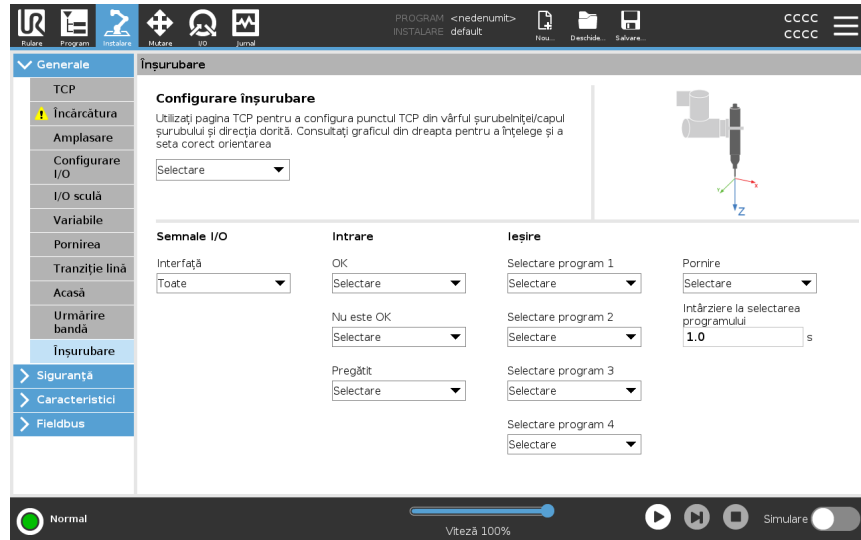 Rulare
Program
Instalare
Mutare
I/O
Jurnal
PROGRAM <nedenumit>
INSTALARE default
Nou...
Deschide...
Salvare...
CCCC
CCCC
Generale
TCP
Încărcătura
Amplasare
Configurare
I/O
I/O sculă
Variabile
Pornirea
Tranziție lină
Acasă
Urmărire
bandă
Înșurubare
Siguranță
Caracteristici
Fieldbus
Înșurubare
Configurare înșurubare
Utilizați pagina TCP pentru a configura punctul TCP din vârful șurubelniței/capul
șurubului și direcția dorită. Consultați graficul din dreapta pentru a înțelege și a
seta corect orientarea
Selectare
Y
X
Z
Semnale I/O
Interfață
Toate
Intrare
OK
Selectare
Nu este OK
Selectare
Pregătit
Selectare
Ieșire
Selectare program 1
Selectare
Selectare program 2
Selectare
Selectare program 3
Selectare
Selectare program 4
Selectare
Pornire
Selectare
Întârziere la selectarea
programului
1.0 s
Normal
Viteză 100%
Simulare